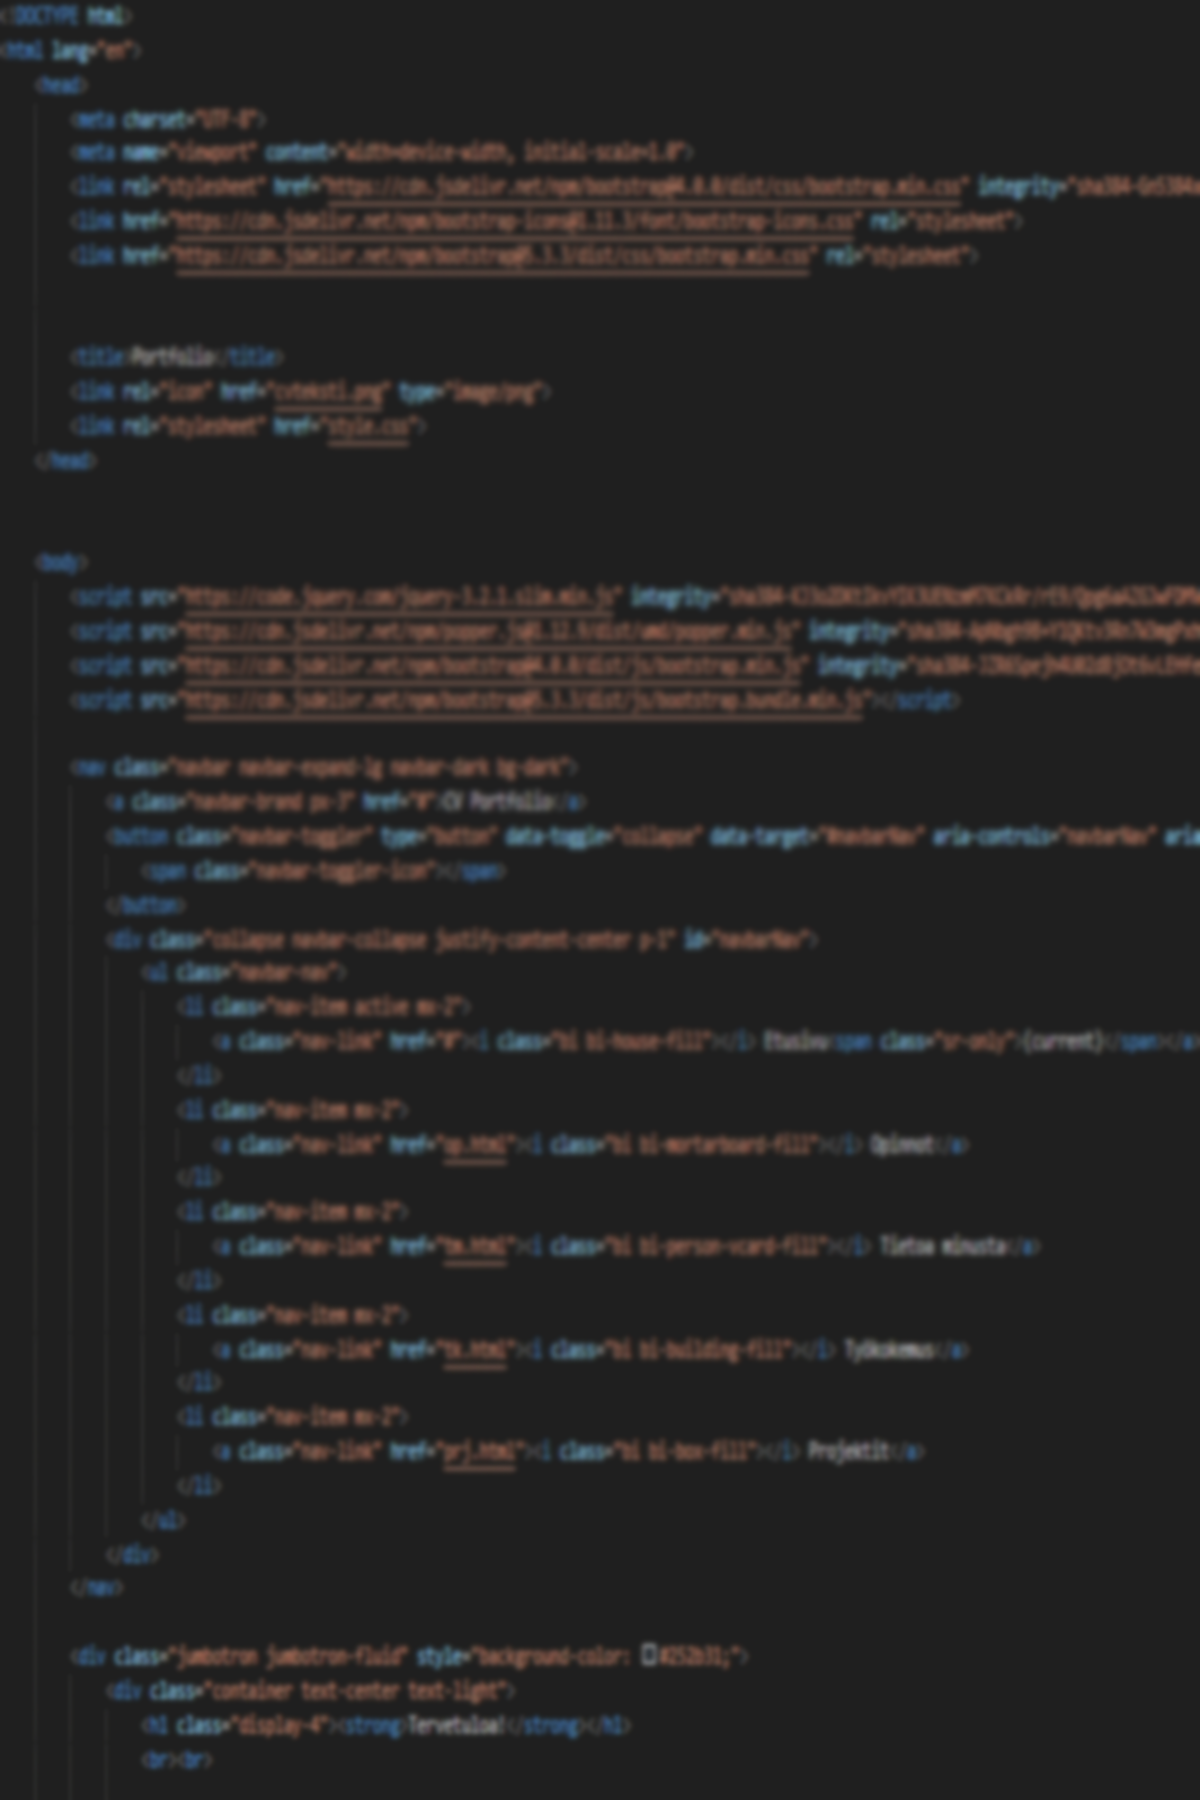 <!DOCTYPE html>
<html lang="en">
<head>
<meta charset="UTF-8">
<meta name="viewport" content="width=device-width, initial-scale=1.0">
<link rel="stylesheet" href="https://cdn.jsdelivr.net/npm/bootstrap@4.0.0/dist/css/bootstrap.min.css" integrity="sha384-
<link href="https://cdn.jsdelivr.net/npm/bootstrap-icons@1.11.3/font/bootstrap-icons.css" rel="stylesheet">
<link href="https://cdn.jsdelivr.net/npm/bootstrap@5.3.3/dist/css/bootstrap.min.css" rel="stylesheet">
<title>Portfolio</title>
<link rel="icon" href="cvteksti.png" type="image/png">
<link rel="stylesheet" href="style.css">
</head>
<body>
<script src="https://code.jquery.com/jquery-3.2.1.slim.min.js" integrity="sha384-
<script src="https://cdn.jsdelivr.net/npm/popper.js@1.12.9/dist/umd/popper.min.js" integrity="sha384-
<script src="https://cdn.jsdelivr.net/npm/bootstrap@4.0.0/dist/js/bootstrap.min.js" integrity="sha384-
<script src="https://cdn.jsdelivr.net/npm/bootstrap@5.3.3/dist/js/bootstrap.bundle.min.js"></script>
<nav class="navbar navbar-expand-lg navbar-dark bg-dark">
<a class="navbar-brand px-3" href="#">CV Portfolio</a>
<button class="navbar-toggler" type="button" data-toggle="collapse" data-target="#navbarNav" aria-controls="navbarNav" aria
<span class="navbar-toggler-icon"></span>
</button>
<div class="collapse navbar-collapse justify-content-center p-1" id="navbarNav">
<ul class="navbar-nav">
<li class="nav-item active mx-2">
<a class="nav-link" href="#"><i class="bi bi-house-fill"></i> Etusivu<span class="sr-only">(current)</span></a>
</li>
<li class="nav-item mx-2">
<a class="nav-link" href="op.html"><i class="bi bi-mortarboard-fill"></i> Opinnot</a>
</li>
<li class="nav-item mx-2">
<a class="nav-link" href="tm.html"><i class="bi bi-person-vcard-fill"></i> Tietoa minusta</a>
</li>
<li class="nav-item mx-2">
<a class="nav-link" href="tk.html"><i class="bi bi-building-fill"></i> Työkokemus</a>
</li>
<li class="nav-item mx-2">
<a class="nav-link" href="prj.html"><i class="bi bi-box-fill"></i> Projektit</a>
</li>
</ul>
</div>
</nav>
<div class="jumbotron jumbotron-fluid" style="background-color: #252b31;">
<div class="container text-center text-light">
<h1 class="display-4"><strong>Tervetuloa!</strong></h1>
<br><br>